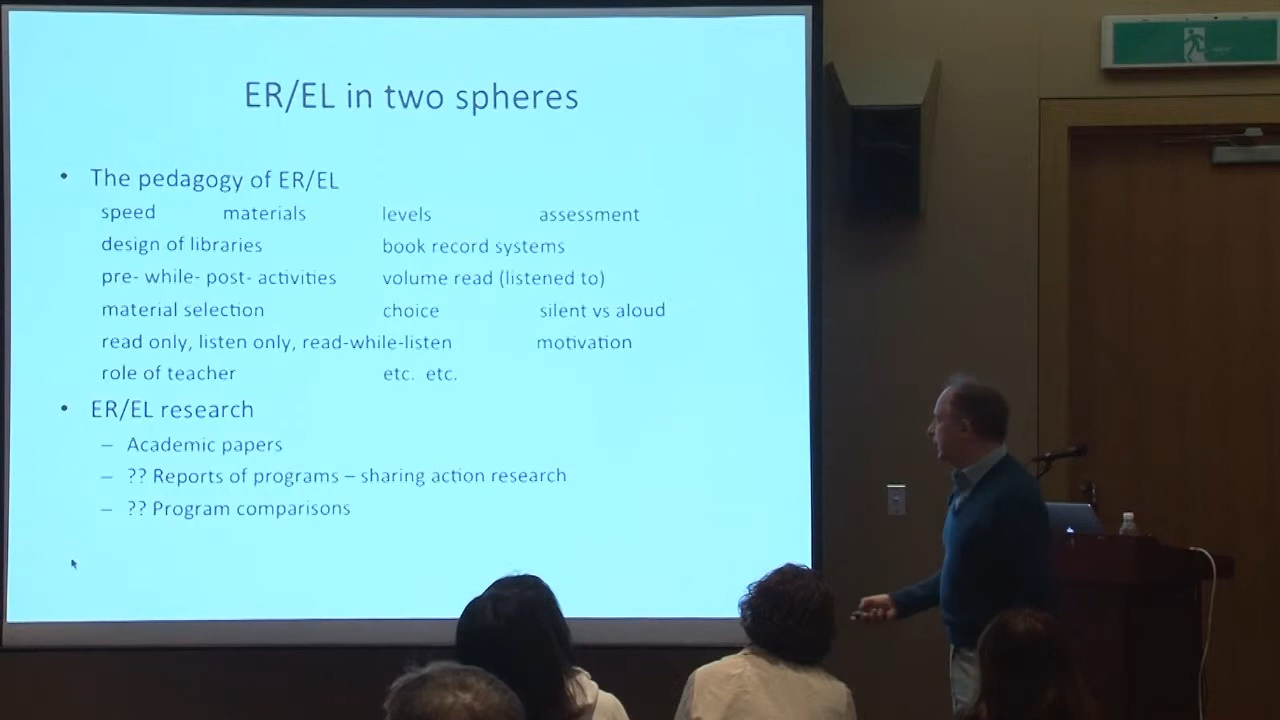 ER/EL in two spheres
• The pedagogy of ER/EL
speed materials levels assessment
design of libraries book record systems
pre- while- post- activities volume read (listened to)
material selection choice silent vs aloud
read only, listen only, read-while-listen motivation
role of teacher etc. etc.
• ER/EL research
– Academic papers
– ?? Reports of programs – sharing action research
– ?? Program comparisons